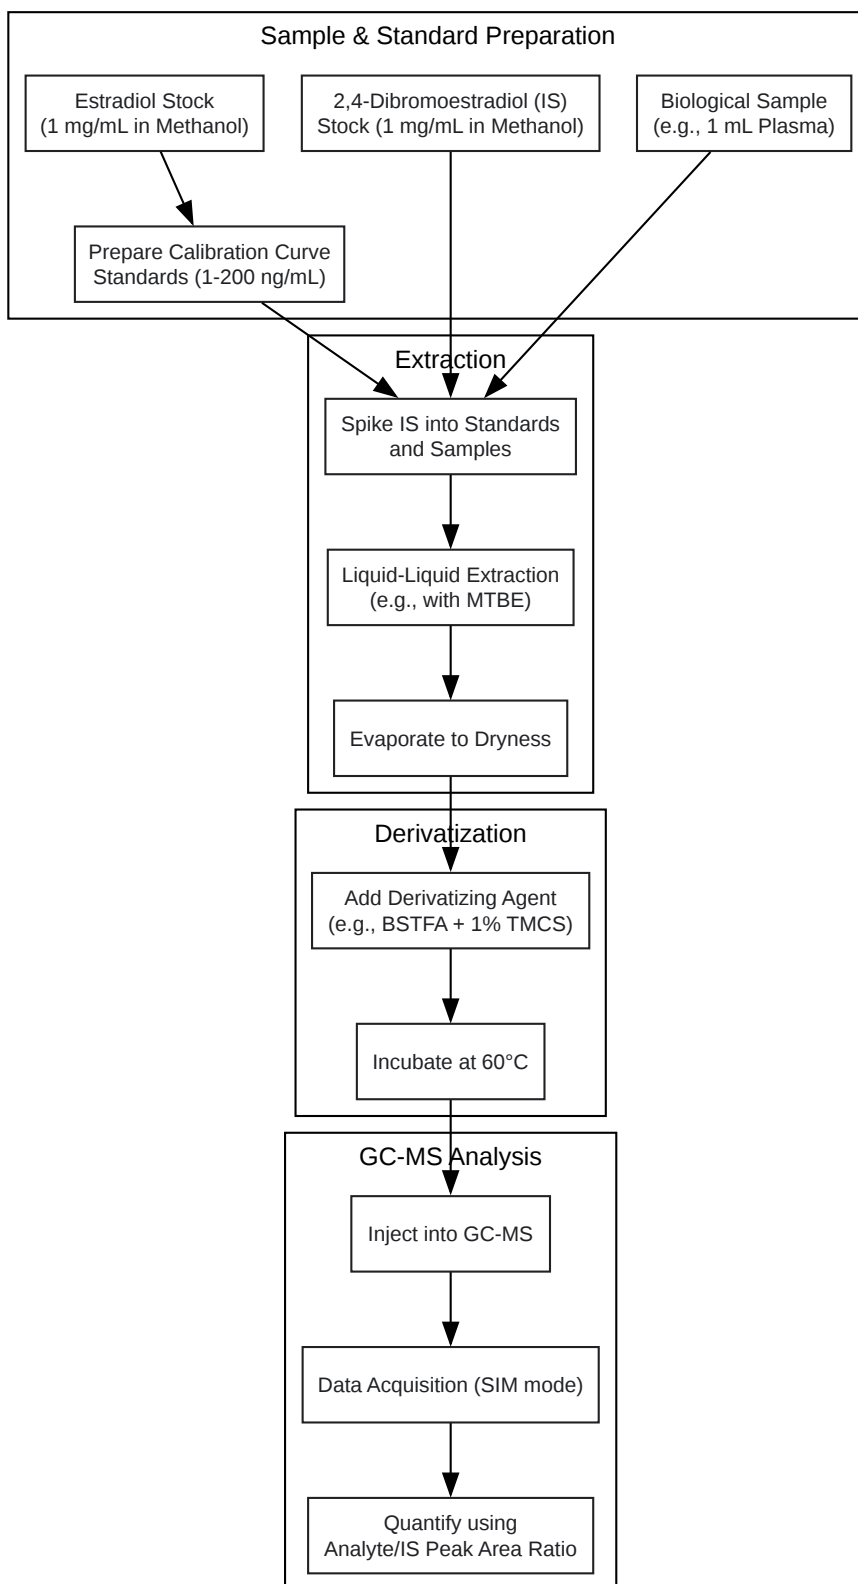 Sample & Standard Preparation
Estradiol Stock
(1 mg/mL in Methanol)
2,4-Dibromoestradiol (IS)
Stock (1 mg/mL in Methanol)
Biological Sample
(e.g., 1 mL Plasma)
Prepare Calibration Curve
Standards (1-200 ng/mL)
Extraction
Spike IS into Standards
and Samples
Liquid-Liquid Extraction
(e.g., with MTBE)
Evaporate to Dryness
Derivatization
Add Derivatizing Agent
(e.g., BSTFA + 1% TMCS)
Incubate at 60°C
GC-MS Analysis
Inject into GC-MS
Data Acquisition (SIM mode)
Quantify using
Analyte/IS Peak Area Ratio